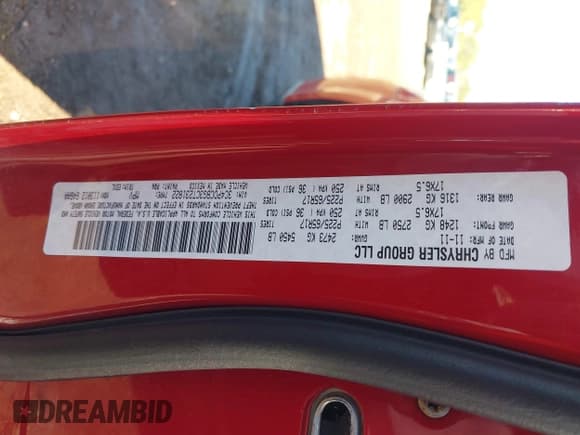 MFD BY CHRYSLER GROUP LLC
DATE OF MFR: 11-11 GVWR: 2473 KG 5450 LB
GAWR FRONT: 1248 KG 2750 LB WITH P225/65R17 TIRES
17X6.5 RIMS AT 250 KPA( 36 PSI) COLD
GAWR REAR: 1316 KG 2900 LB WITH P225/65R17 TIRES
17X6.5 RIMS AT 250 KPA( 36 PSI) COLD
THIS VEHICLE CONFORMS TO ALL APPLICABLE U.S.A. FEDERAL MOTOR VEHICLE SAFETY AND
THEFT PREVENTION STANDARDS IN EFFECT ON THE DATE OF MANUFACTURE SHOWN ABOVE.
VIN: TYPE: MPV
VEHICLE MADE IN MEXICO PAINT: TRIM:
DREAMBID